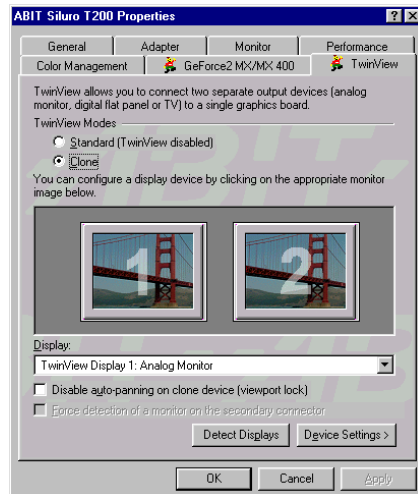 ABIT Siluro T200 Properties
General Adapter Monitor Performance
Color Management GeForce2 MX/MX 400 TwinView
TwinView allows you to connect two separate output devices (analog
monitor, digital flat panel or TV) to a single graphics board.
TwinView Modes
Standard (TwinView disabled)
Clone
You can configure a display device by clicking on the appropriate monitor
image below.
1 2
Display:
TwinView Display 1: Analog Monitor
Disable auto-panning on clone device (viewport lock)
Force detection of a monitor on the secondary connector
Detect Displays Device Settings >
OK Cancel Apply